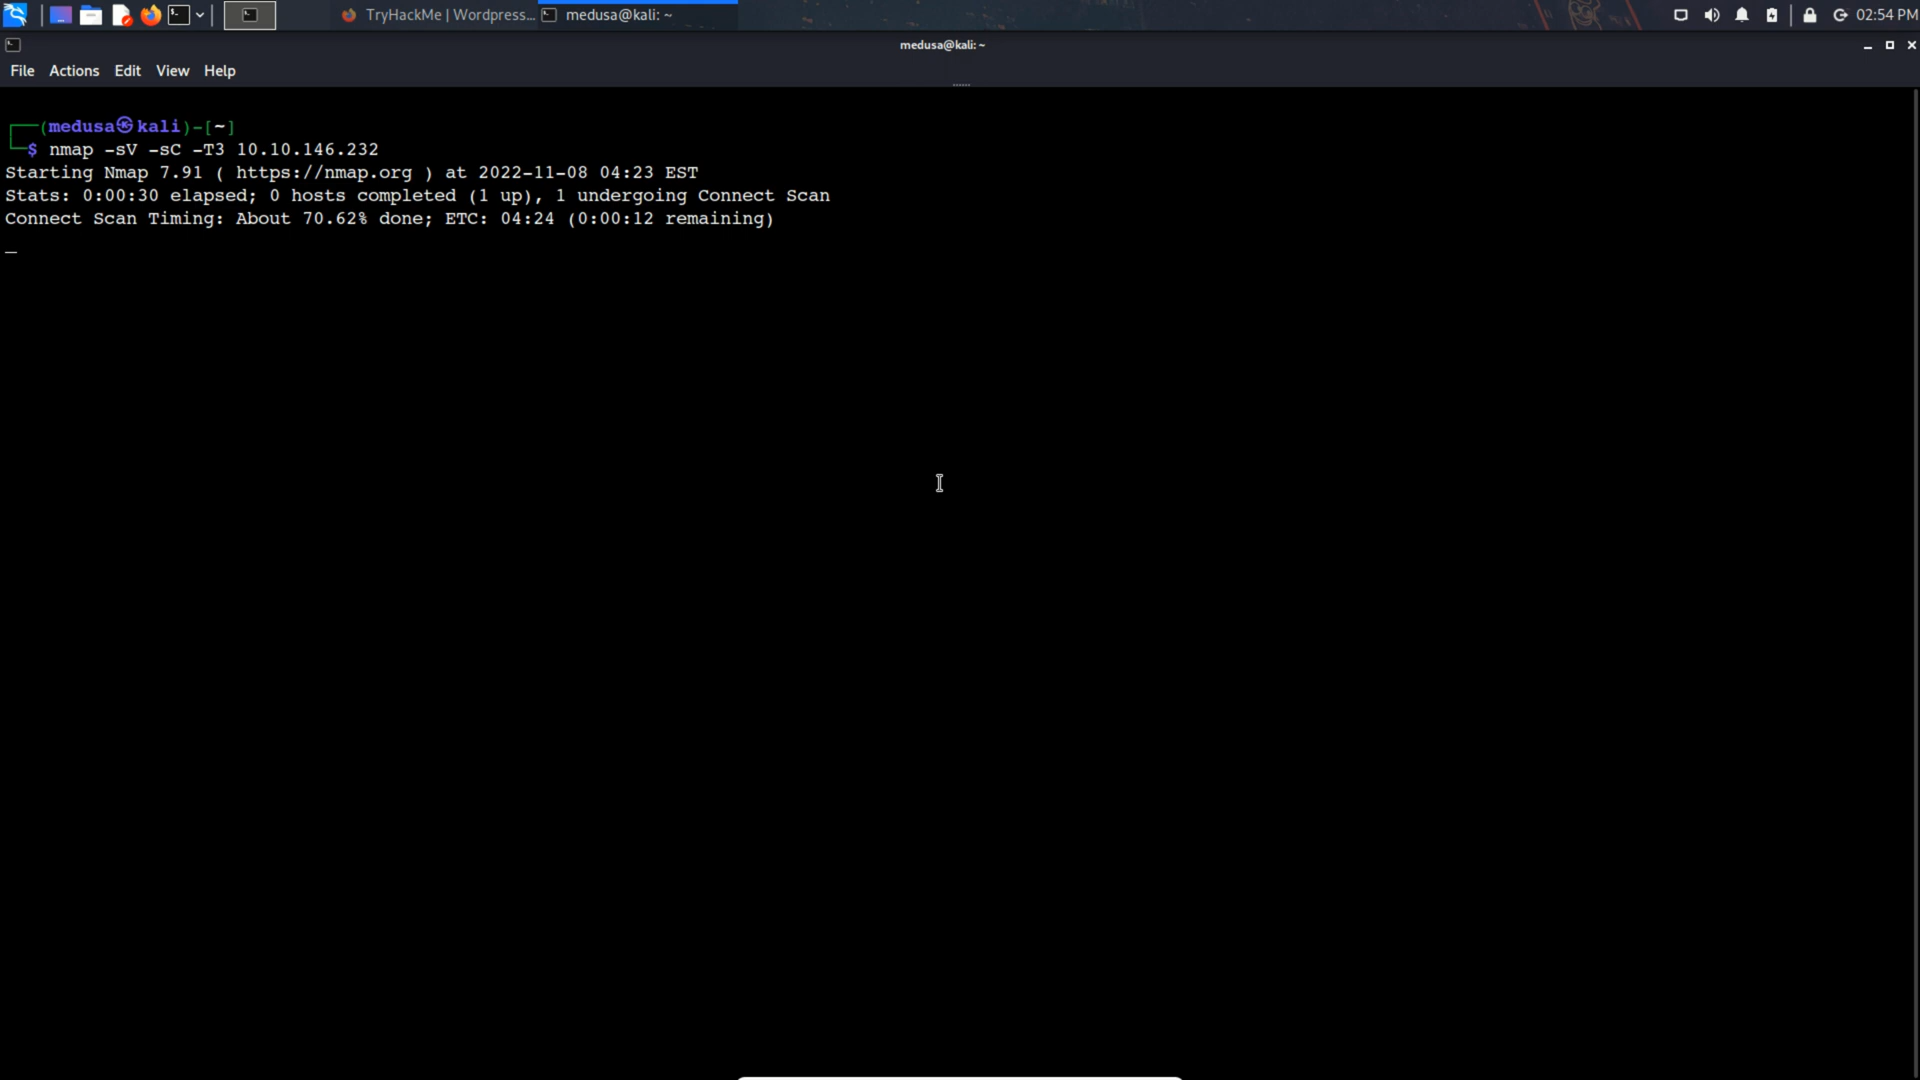 TryHackMe | Wordpress...
medusa@kali: ~
02:54 PM
medusa@kali: ~
File Actions Edit View Help
(medusa㉿kali)-[~]
$ nmap -sV -sC -T3 10.10.146.232
Starting Nmap 7.91 ( https://nmap.org ) at 2022-11-08 04:23 EST
Stats: 0:00:30 elapsed; 0 hosts completed (1 up), 1 undergoing Connect Scan
Connect Scan Timing: About 70.62% done; ETC: 04:24 (0:00:12 remaining)